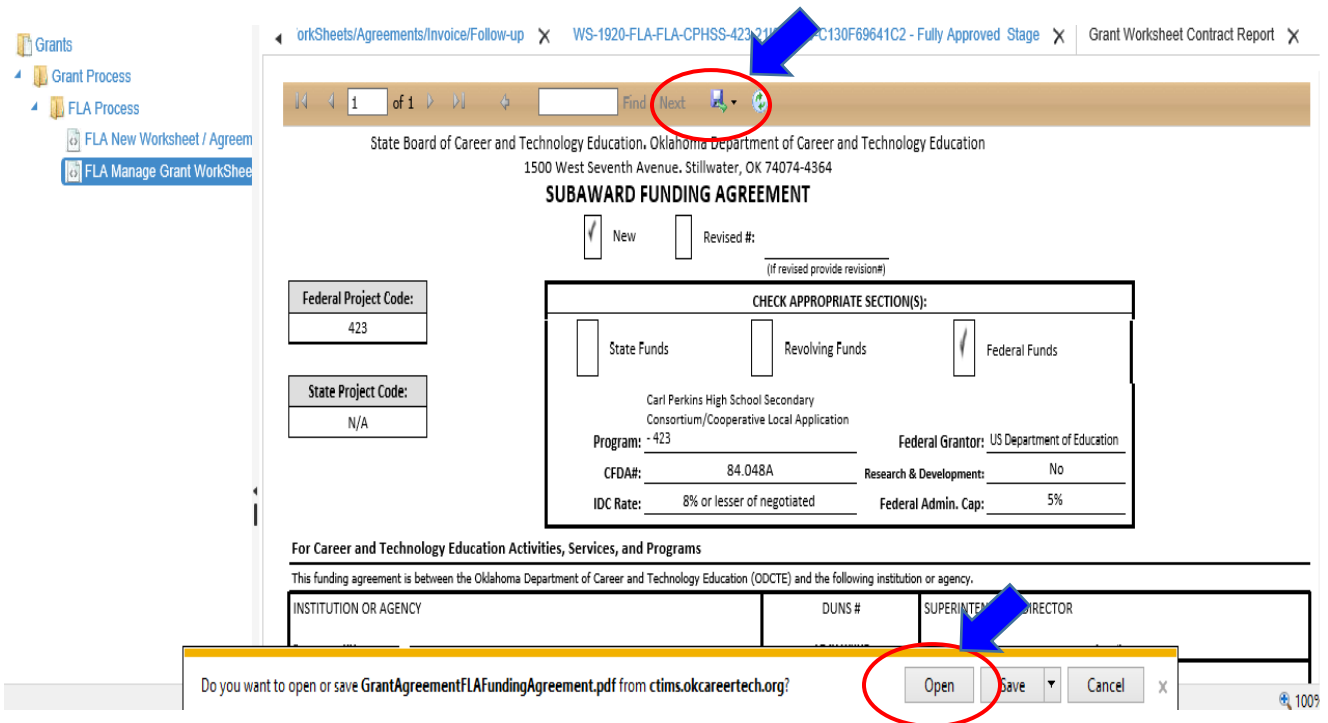 Grants
Grant Process
FLA Process
FLA New Worksheet / Agreem
FLA Manage Grant WorkShee
orkSheets/Agreements/Invoice/Follow-up X WS-1920-FLA-FLA-CPHSS-423- C130F69641C2 - Fully Approved Stage X Grant Worksheet Contract Report X
1 of 1 Find Next
State Board of Career and Technology Education. Oklahoma Department of Career and Technology Education
1500 West Seventh Avenue. Stillwater, OK 74074-4364
SUBAWARD FUNDING AGREEMENT
New Revised #:
(If revised provide revision#)
Federal Project Code:
423
State Project Code:
N/A
CHECK APPROPRIATE SECTION(S):
State Funds Revolving Funds Federal Funds
Carl Perkins High School Secondary
Consortium/Cooperative Local Application
Program: - 423 Federal Grantor: US Department of Education
CFDA#: 84.048A Research & Development: No
IDC Rate: 8% or lesser of negotiated Federal Admin. Cap: 5%
For Career and Technology Education Activities, Services, and Programs
This funding agreement is between the Oklahoma Department of Career and Technology Education (ODCTE) and the following institution or agency.
INSTITUTION OR AGENCY DUNS # SUPERINTEN IRECTOR
Do you want to open or save GrantAgreementFLAFundingAgreement.pdf from ctims.okcareertech.org? Open Save Cancel x
100%